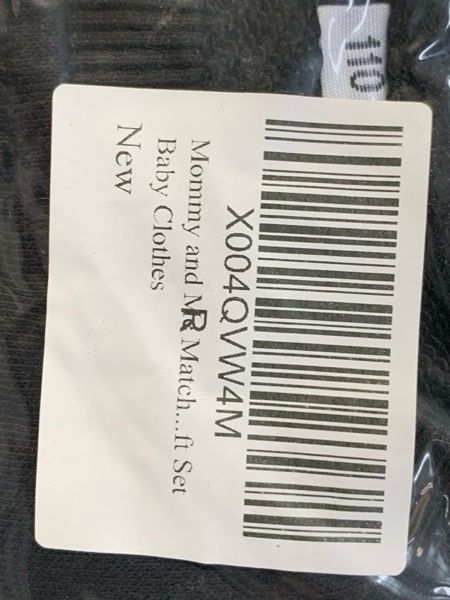 110
X004QVW4M
Mommy and Match...ft Set
Baby Clothes
New
R